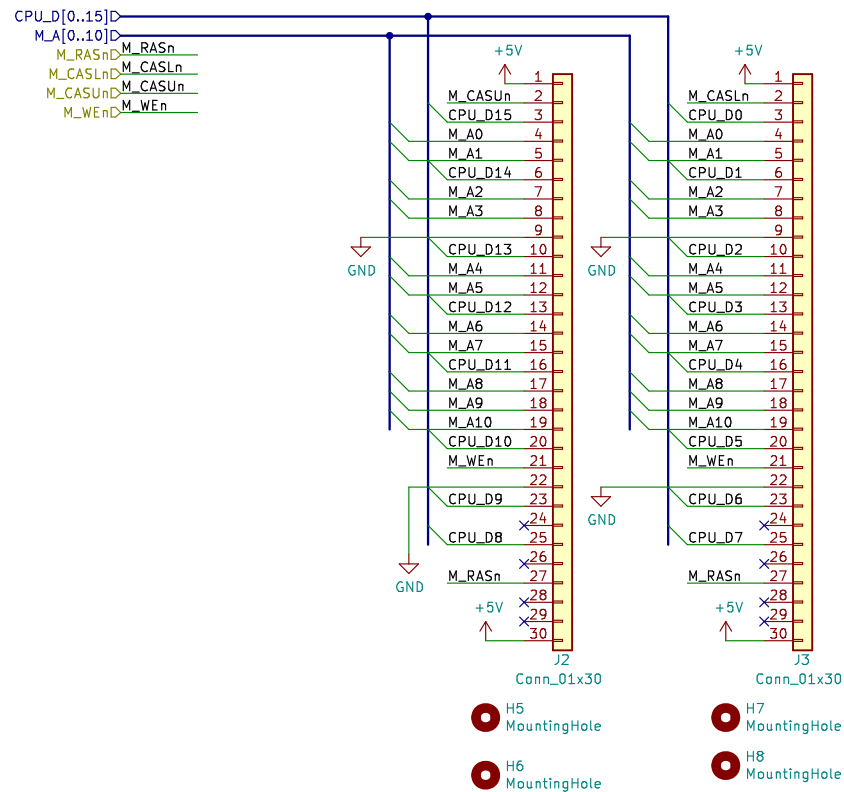 CPU_D[0..15]
M_A[0..10]
M_RASn M_RASn
M_CASLn M_CASLn
M_CASUn M_CASUn
M_WEn M_WEn
+5V
1
M_CASUn 2
CPU_D15 3
M_A0 4
M_A1 5
CPU_D14 6
M_A2 7
M_A3 8
9
GND
CPU_D13 10
M_A4 11
M_A5 12
CPU_D12 13
M_A6 14
M_A7 15
CPU_D11 16
M_A8 17
M_A9 18
M_A10 19
CPU_D10 20
M_WEn 21
22
CPU_D9 23
24
CPU_D8 25
26
GND
M_RASn 27
28
+5V
29
30
J2
Conn_01x30
H5
MountingHole
H6
MountingHole
+5V
1
M_CASLn 2
CPU_D0 3
M_A0 4
M_A1 5
CPU_D1 6
M_A2 7
M_A3 8
9
GND
CPU_D2 10
M_A4 11
M_A5 12
CPU_D3 13
M_A6 14
M_A7 15
CPU_D4 16
M_A8 17
M_A9 18
M_A10 19
CPU_D5 20
M_WEn 21
22
CPU_D6 23
GND
24
CPU_D7 25
26
M_RASn 27
28
+5V
29
30
J3
Conn_01x30
H7
MountingHole
H8
MountingHole